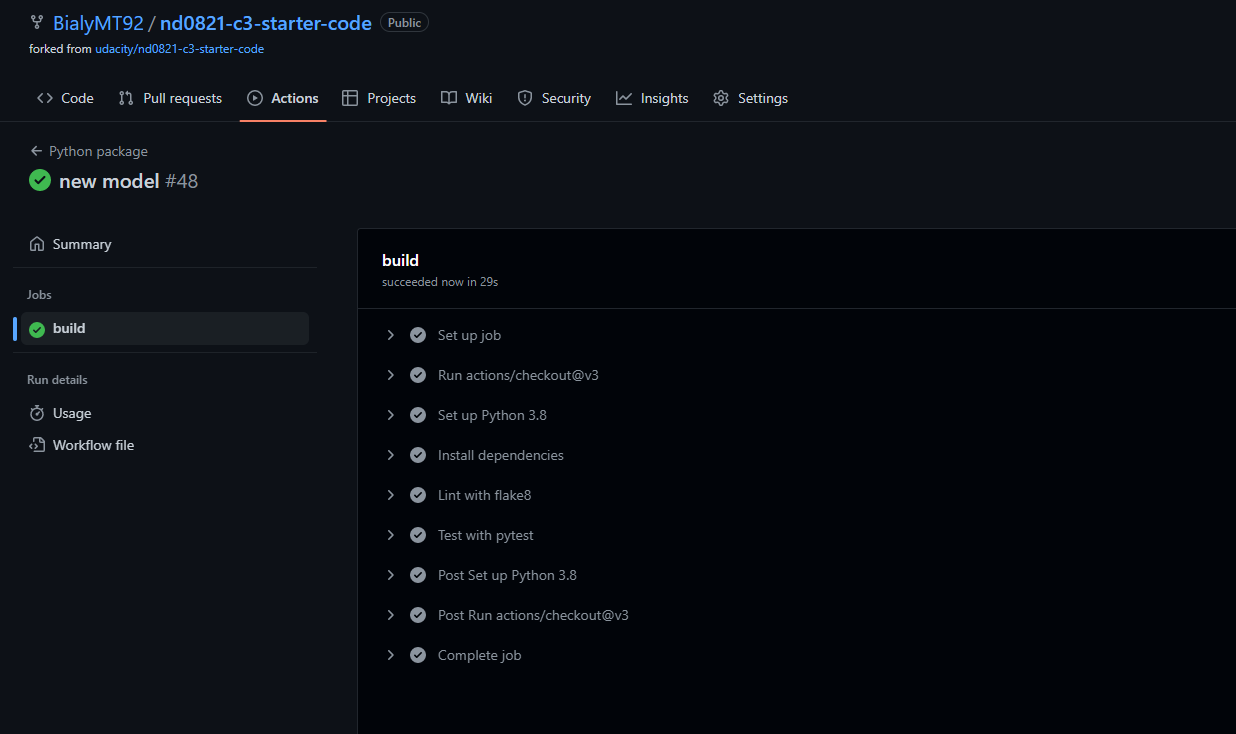 BialyMT92 / nd0821-c3-starter-code Public
forked from udacity/nd0821-c3-starter-code
Code Pull requests Actions Projects Wiki Security Insights Settings
Python package
new model #48
Summary
Jobs
build
Run details
Usage
Workflow file
build
succeeded now in 29s
Set up job
Run actions/checkout@v3
Set up Python 3.8
Install dependencies
Lint with flake8
Test with pytest
Post Set up Python 3.8
Post Run actions/checkout@v3
Complete job